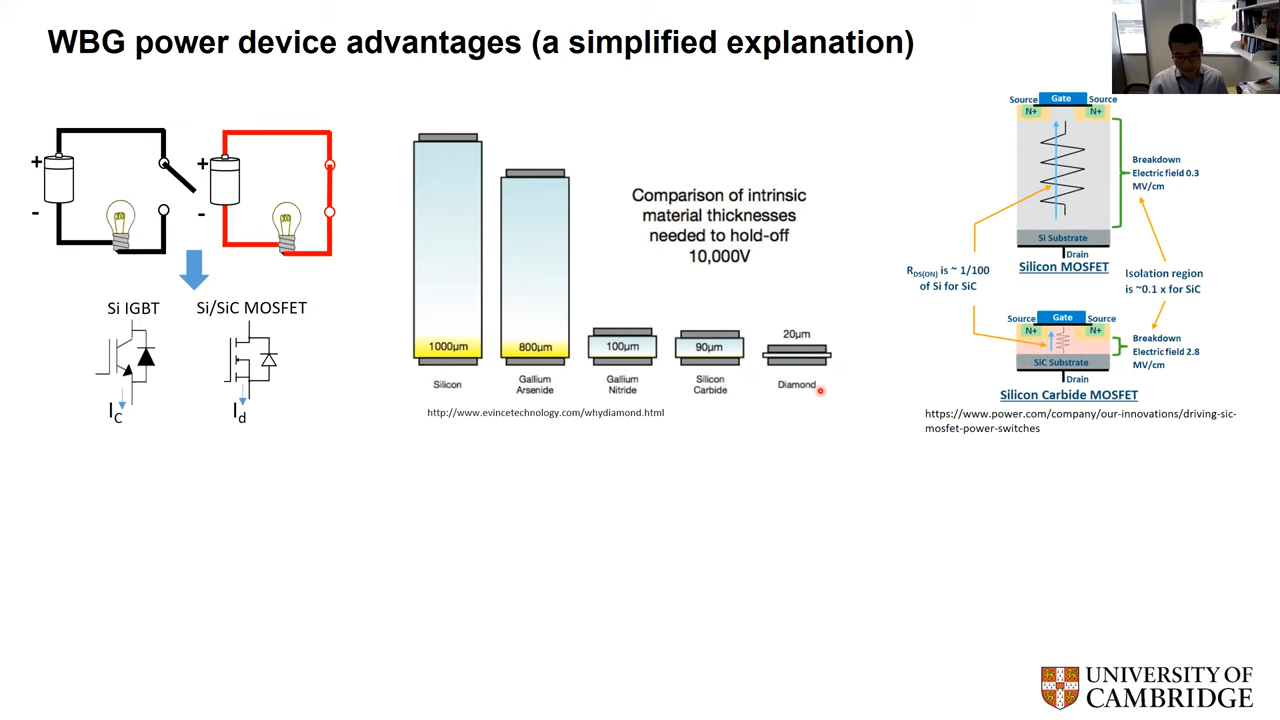 WBG power device advantages (a simplified explanation)
+
-
+
-
Si IGBT
Si/SiC MOSFET
IC
Id
Comparison of intrinsic
material thicknesses
needed to hold-off
10,000V
1000μm
800μm
100μm
90μm
20μm
Silicon
Gallium
Arsenide
Gallium
Nitride
Silicon
Carbide
Diamond
http://www.evincetechnology.com/whydiamond.html
Source
Gate
Source
N+
N+
Breakdown
Electric field 0.3
MV/cm
Si Substrate
Drain
Silicon MOSFET
RDS(ON) is ~ 1/100
of Si for SiC
Isolation region
is ~0.1 x for SiC
Source
Gate
Source
N+
N+
Breakdown
Electric field 2.8
MV/cm
SiC Substrate
Drain
Silicon Carbide MOSFET
https://www.power.com/company/our-innovations/driving-sic-
mosfet-power-switches
UNIVERSITY OF
CAMBRIDGE